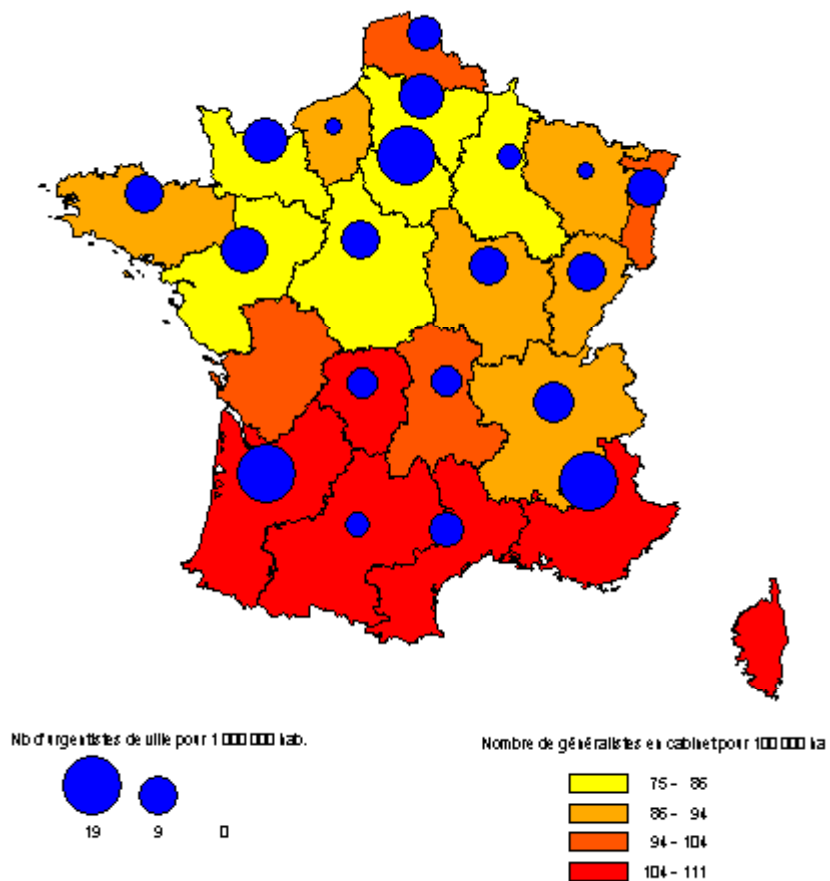 Nb d'urgentistes de ville pour 1 000 000 hab.
19 9 0
Nombre de généralistes en cabinet pour 100 000 ha
75 - 86
86 - 94
94 - 104
104 - 111